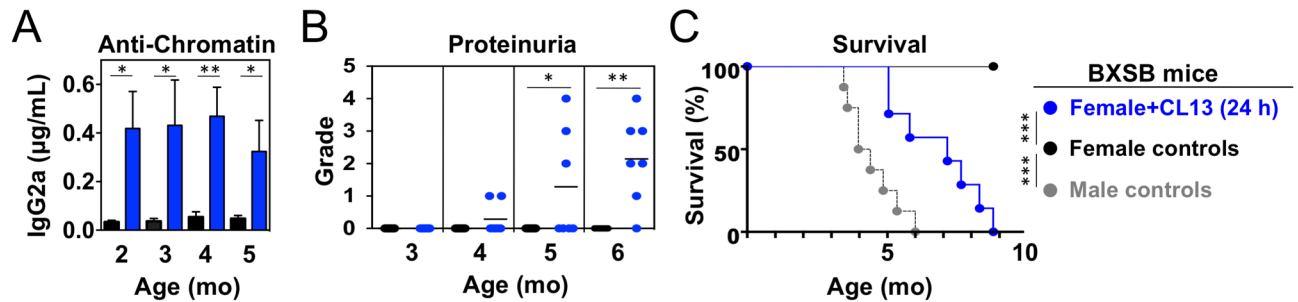 A
Anti-Chromatin
IgG2a (µg/mL)
0.6
0.4
0.2
0.0
* * ** *
2 3 4 5
Age (mo)
B
Proteinuria
Grade
5
4
3
2
1
0
* **
3 4 5 6
Age (mo)
C
Survival
Survival (%)
100
50
0
5 10
Age (mo)
BXSB mice
Female+CL13 (24 h)
***
Female controls
***
Male controls